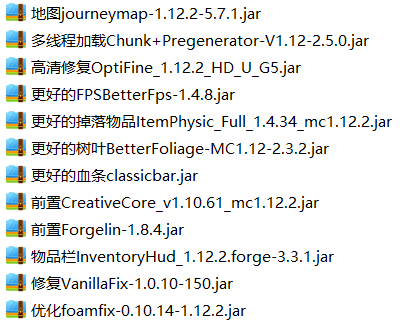 地图journeymap-1.12.2-5.7.1.jar
多线程加载Chunk+Pregenerator-V1.12-2.5.0.jar
高清修复OptiFine_1.12.2_HD_U_G5.jar
更好的FPSBetterFps-1.4.8.jar
更好的掉落物品ItemPhysic_Full_1.4.34_mc1.12.2.jar
更好的树叶BetterFoliage-MC1.12-2.3.2.jar
更好的血条classicbar.jar
前置CreativeCore_v1.10.61_mc1.12.2.jar
前置Forgelin-1.8.4.jar
物品栏InventoryHud_1.12.2.forge-3.3.1.jar
修复VanillaFix-1.0.10-150.jar
优化foamfix-0.10.14-1.12.2.jar